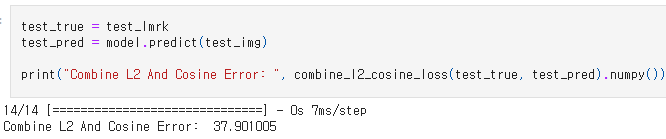 test_true = test_lmrk
test_pred = model.predict(test_img)
print("Combine L2 And Cosine Error: ", combine_l2_cosine_loss(test_true, test_pred).numpy())
14/14 [==============================] - 0s 7ms/step
Combine L2 And Cosine Error:  37.901005